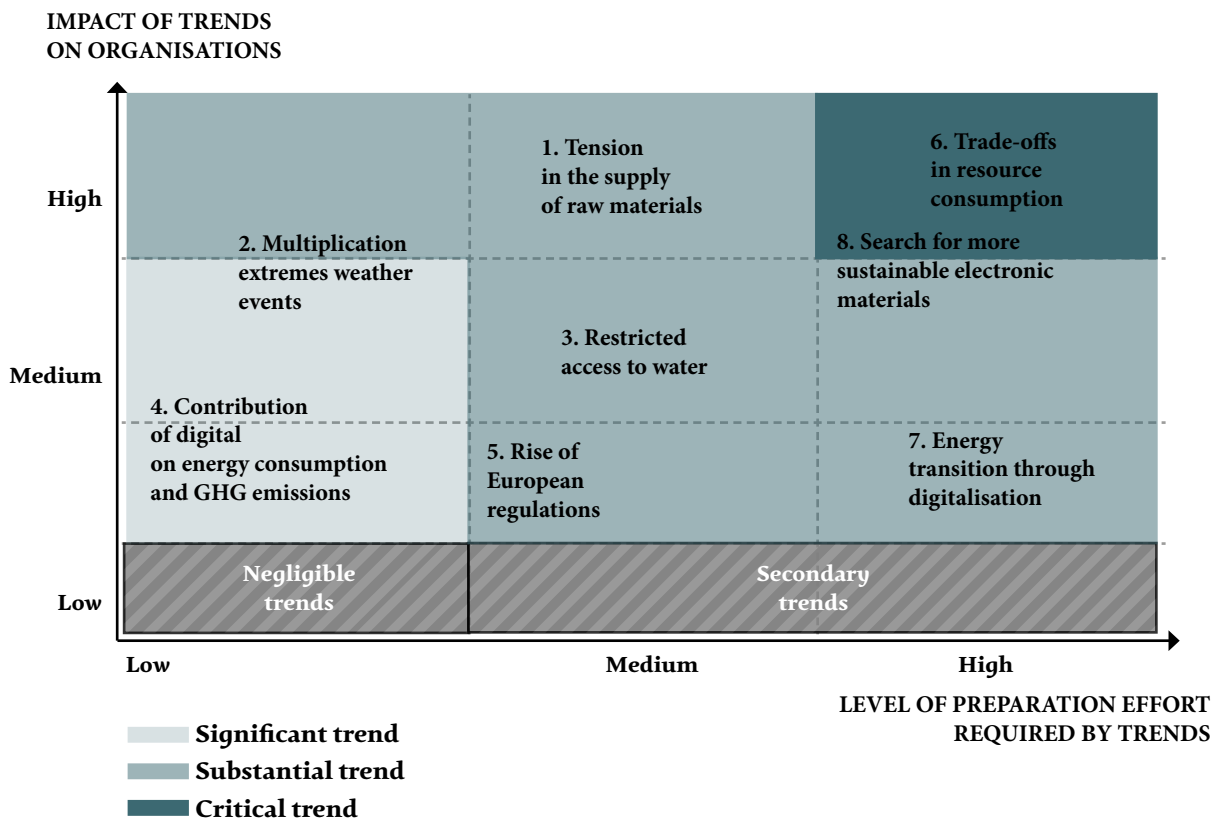 IMPACT OF TRENDS
ON ORGANISATIONS
High
Medium
Low
1. Tension
in the supply
of raw materials
6. Trade-offs
in resource
consumption
2. Multiplication
extremes weather
events
8. Search for more
sustainable electronic
materials
3. Restricted
access to water
4. Contribution
of digital
on energy consumption
and GHG emissions
5. Rise of
European
regulations
7. Energy
transition through
digitalisation
Negligible
trends
Secondary
trends
Low
Medium
High
LEVEL OF PREPARATION EFFORT
REQUIRED BY TRENDS
Significant trend
Substantial trend
Critical trend